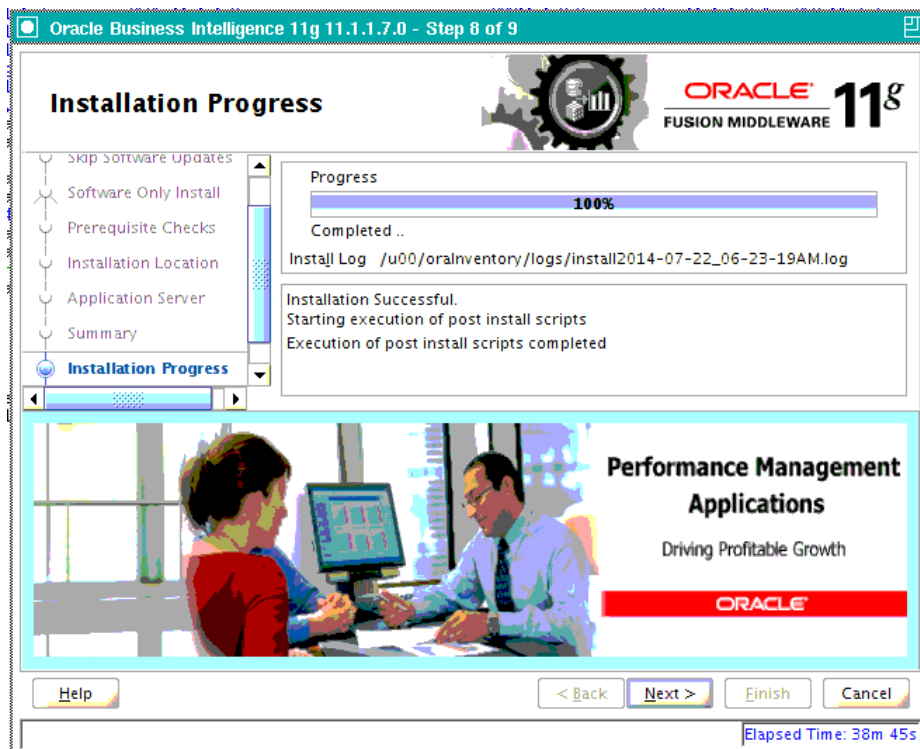 Oracle Business Intelligence 11g 11.1.1.7.0 - Step 8 of 9
Installation Progress
ORACLE
FUSION MIDDLEWARE
11g
Skip Software Updates
Software Only Install
Prerequisite Checks
Installation Location
Application Server
Summary
Installation Progress
Progress
100%
Completed ..
Install Log /u00/oraInventory/logs/install2014-07-22_06-23-19AM.log
Installation Successful.
Starting execution of post install scripts
Execution of post install scripts completed
Performance Management
Applications
Driving Profitable Growth
ORACLE
Help
< Back
Next >
Finish
Cancel
Elapsed Time: 38m 45s